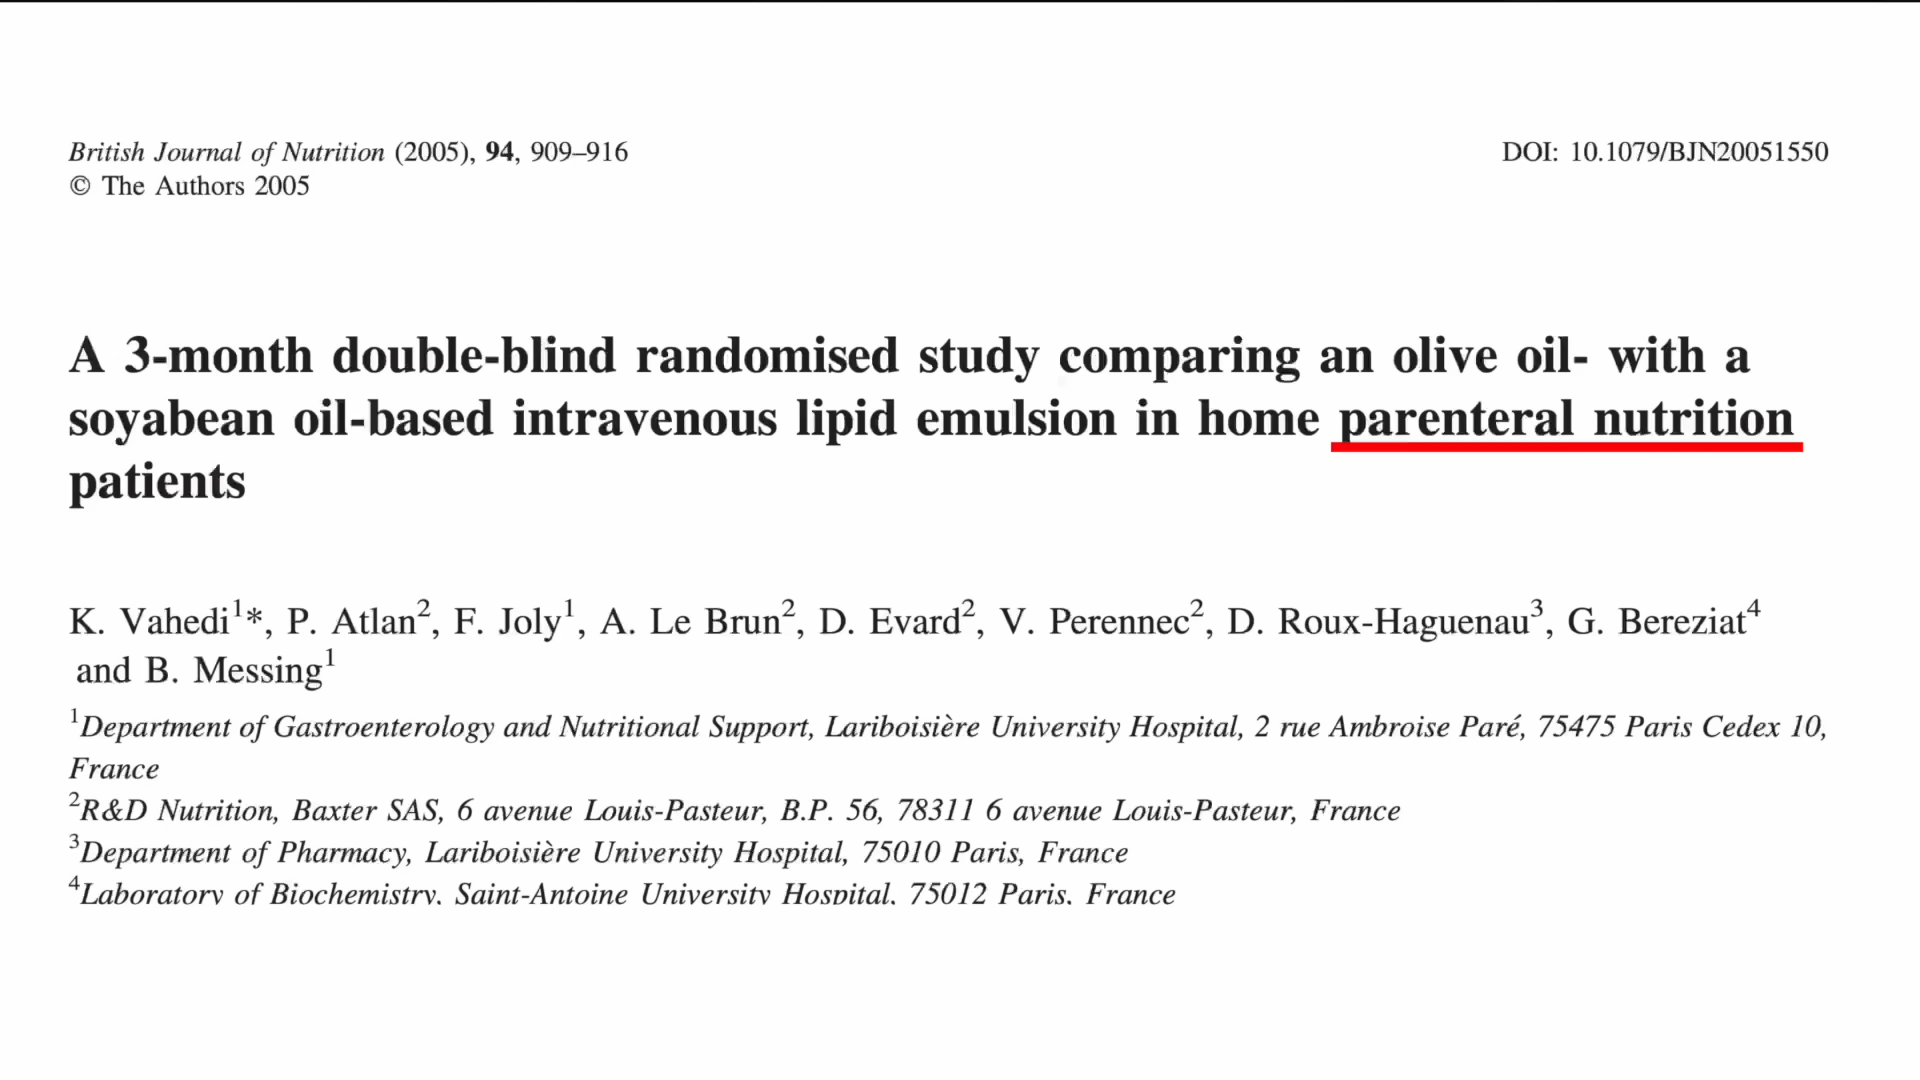 British Journal of Nutrition (2005), 94, 909–916
DOI: 10.1079/BJN20051550
© The Authors 2005
A 3-month double-blind randomised study comparing an olive oil- with a
soyabean oil-based intravenous lipid emulsion in home parenteral nutrition
patients
K. Vahedi1*, P. Atlan2, F. Joly1, A. Le Brun2, D. Evard2, V. Perennec2, D. Roux-Haguenau3, G. Bereziat4
and B. Messing1
1Department of Gastroenterology and Nutritional Support, Lariboisière University Hospital, 2 rue Ambroise Paré, 75475 Paris Cedex 10,
France
2R&D Nutrition, Baxter SAS, 6 avenue Louis-Pasteur, B.P. 56, 78311 6 avenue Louis-Pasteur, France
3Department of Pharmacy, Lariboisière University Hospital, 75010 Paris, France
4Laboratory of Biochemistry, Saint-Antoine University Hospital, 75012 Paris, France